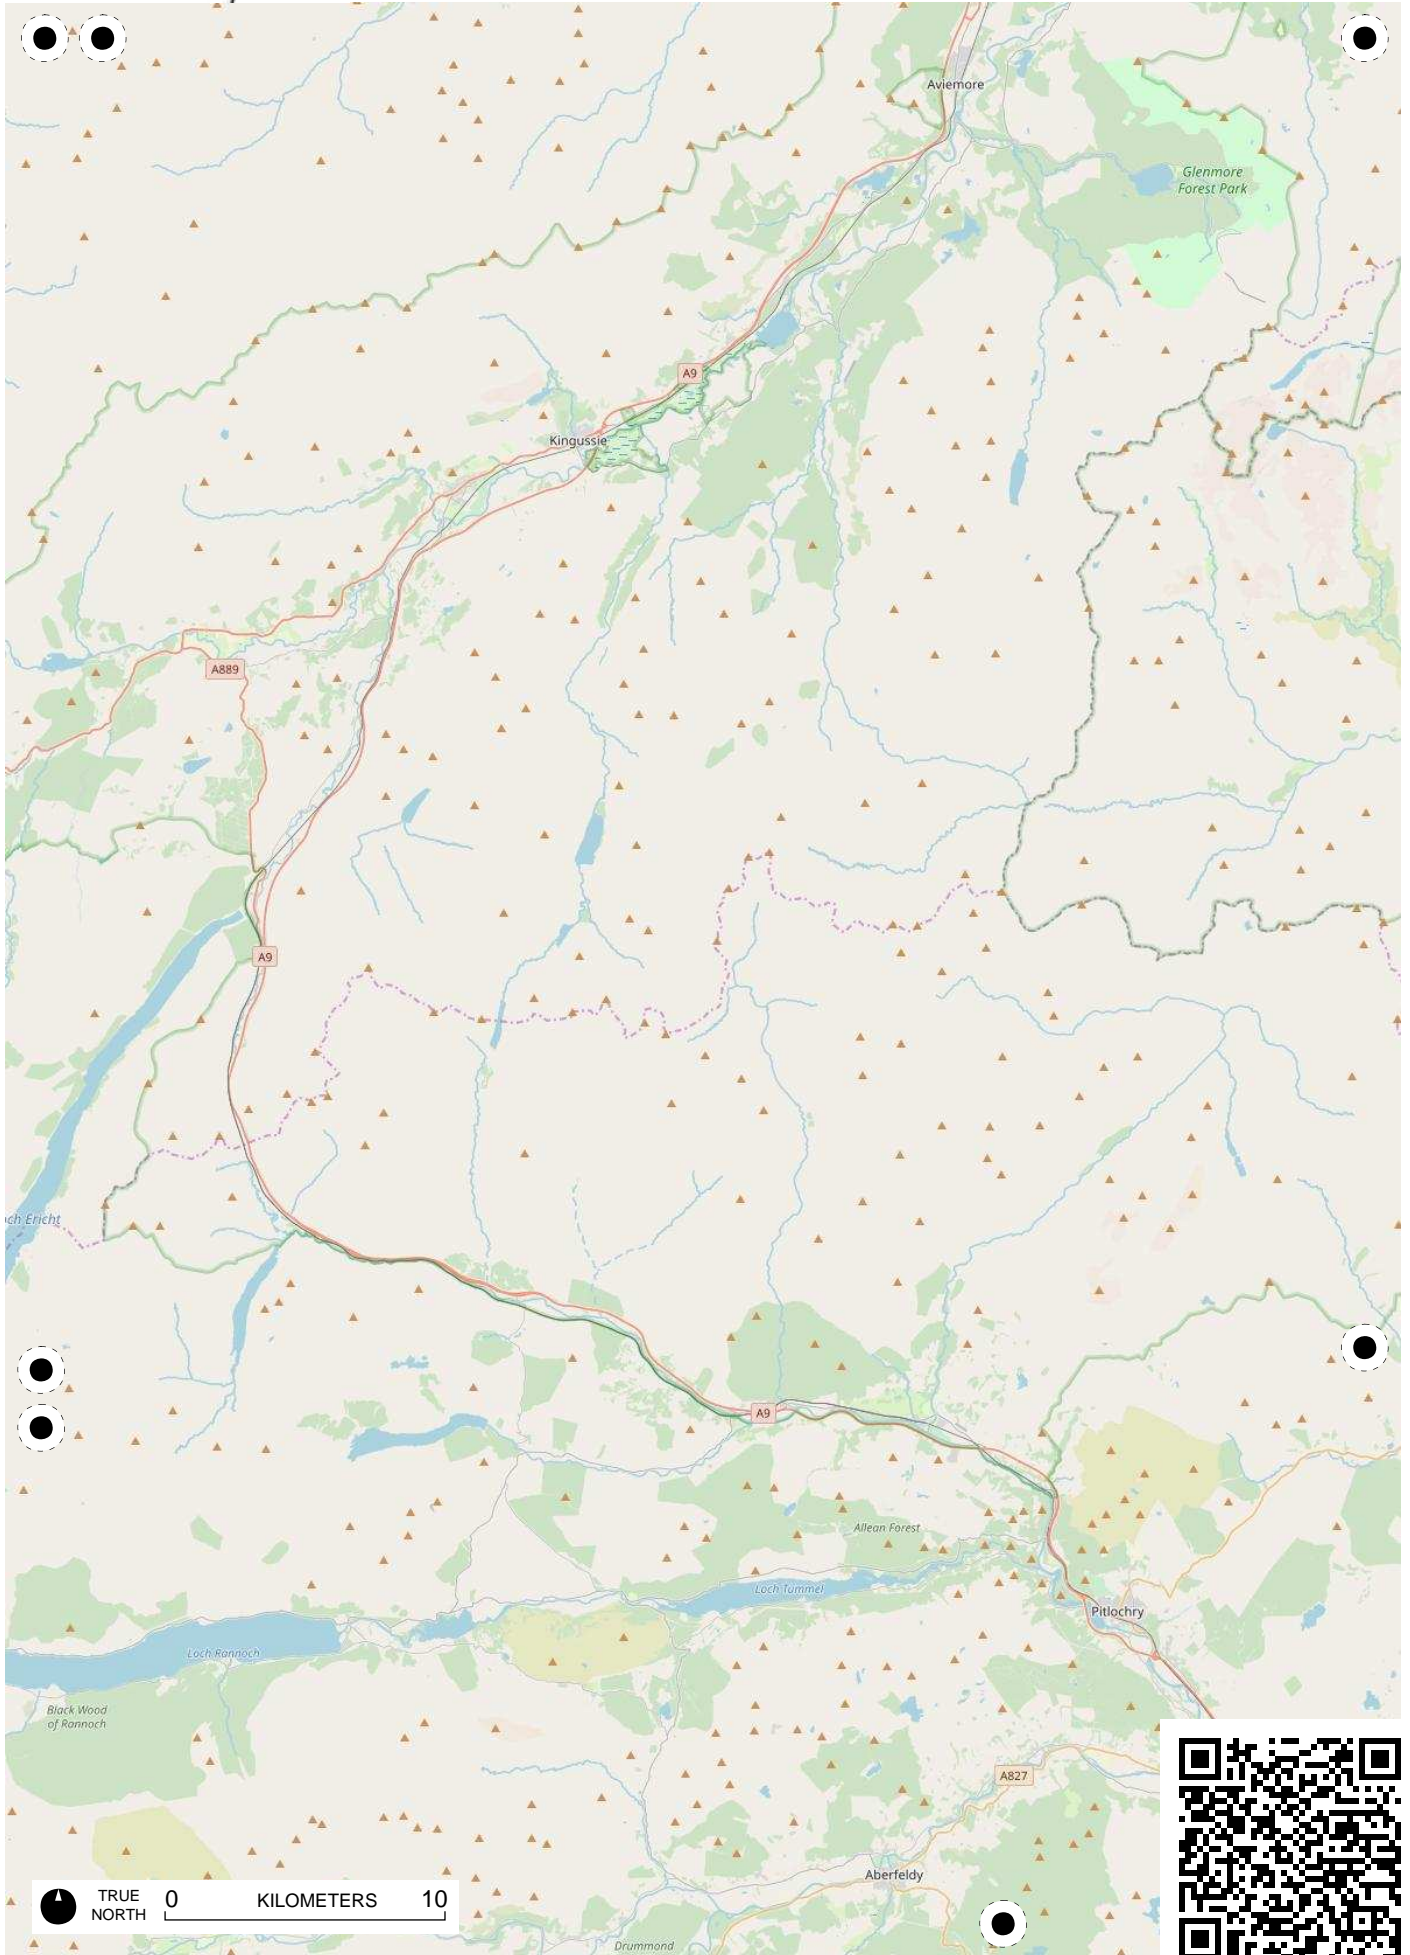 Aviemore
Glenmore
Forest Park
A9
Kingussie
A889
A9
ch Ericht
A9
Allean Forest
Loch Tummel
Pitlochry
Loch Rannoch
Black Wood
of Rannoch
A827
Aberfeldy
TRUE
NORTH
0 KILOMETERS 10
Drummond